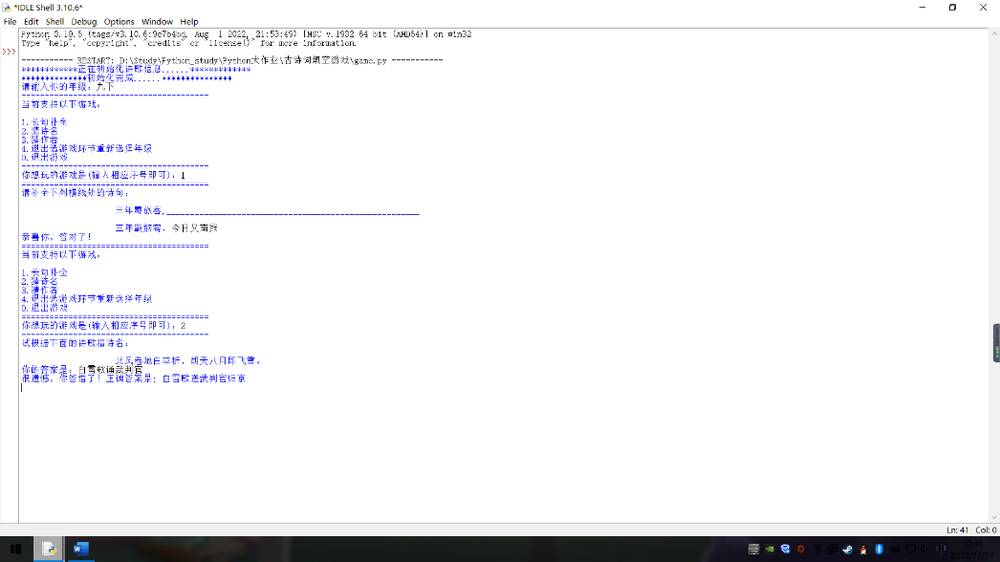 *IDLE Shell 3.10.6*
File Edit Shell Debug Options Window Help
Python 3.10.6 (tags/v3.10.6:9c7b4bd, Aug 1 2022, 21:53:49) [MSC v.1932 64 bit (AMD64)] on win32
Type "help", "copyright", "credits" or "license()" for more information.
>>>
=========== RESTART: D:\Study\Python_study\Python大作业\古诗词填空游戏\game.py ===========
************正在初始化诗歌信息......*************
**************初始化完成......***************
请输入你的年级：九下
========================================
当前支持以下游戏：
1.长句补全
2.猜诗名
3.猜作者
4.退出选游戏环节重新选择年级
0.退出游戏
========================================
你想玩的游戏是(输入相应序号即可)：1
========================================
请补全下列横线处的诗句：
三年羁旅客,______________________________________________________
三年羁旅客，今日又南冠
恭喜你，答对了！
========================================
当前支持以下游戏：
1.长句补全
2.猜诗名
3.猜作者
4.退出选游戏环节重新选择年级
0.退出游戏
========================================
你想玩的游戏是(输入相应序号即可)：2
========================================
试根据下面的诗歌猜诗名：
北风卷地白草折，胡天八月即飞雪。
你的答案是：白雪歌诵武判官
很遗憾，你答错了！正确答案是：白雪歌送武判官归京
Ln: 41 Col: 0
中